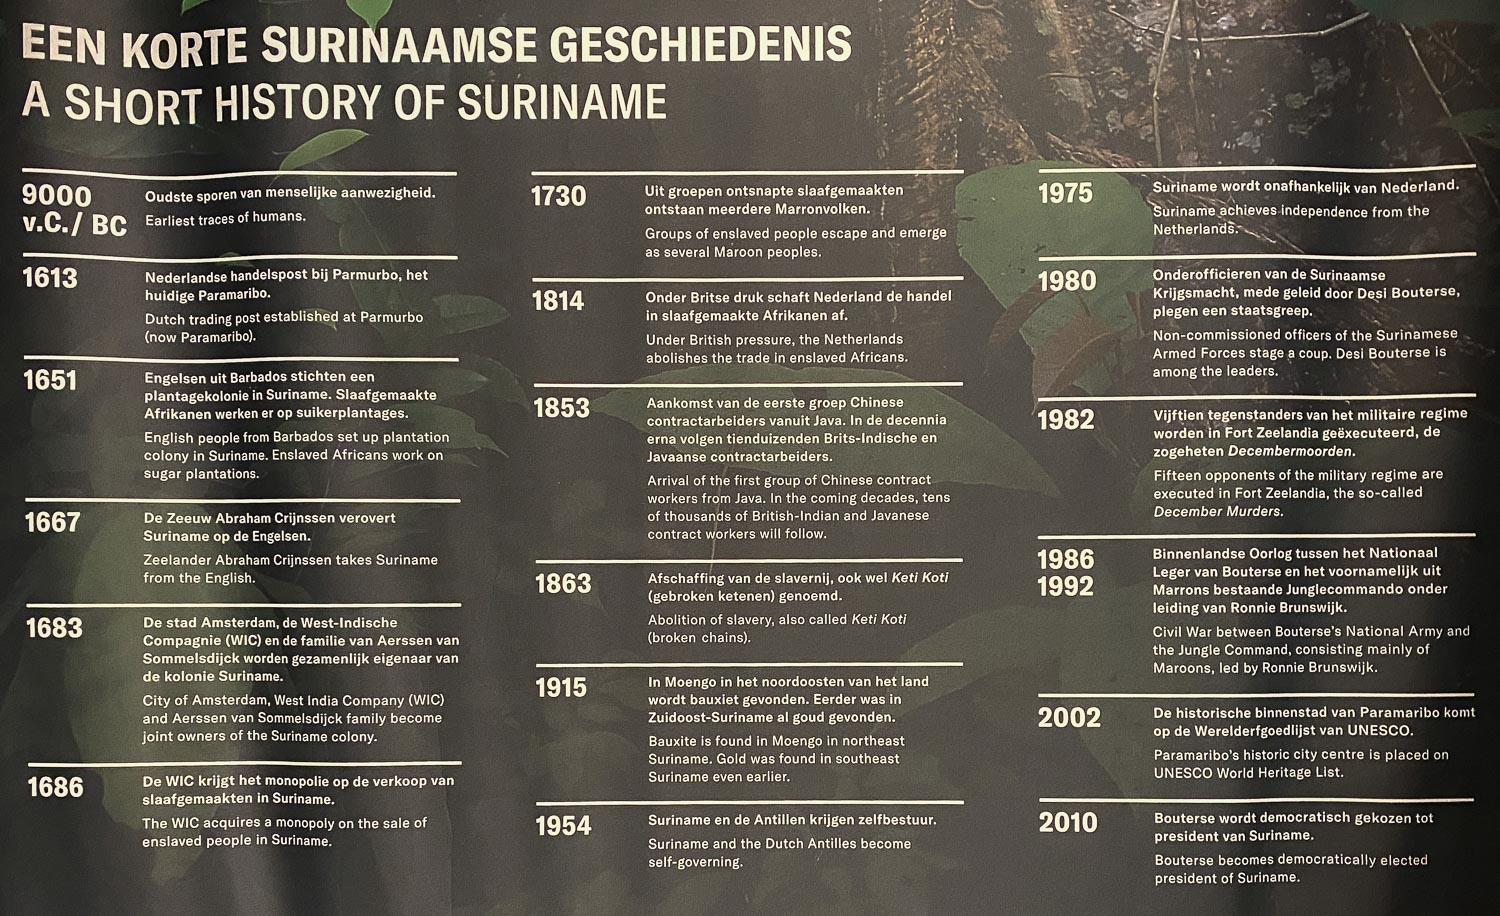 EEN KORTE SURINAAMSE GESCHIEDENIS
A SHORT HISTORY OF SURINAME
9000
v.C./ BC
Oudste sporen van menselijke aanwezigheid.
Earliest traces of humans.
1613
Nederlandse handelspost bij Parmurbo, het
huidige Paramaribo.
Dutch trading post established at Parmurbo
(now Paramaribo).
1651
Engelsen uit Barbados stichten een
plantagekolonie in Suriname. Slaafgemaakte
Afrikanen werken er op suikerplantages.
English people from Barbados set up plantation
colony in Suriname. Enslaved Africans work on
sugar plantations.
1667
De Zeeuw Abraham Crijnssen verovert
Suriname op de Engelsen.
Zeelander Abraham Crijnssen takes Suriname
from the English.
1683
De stad Amsterdam, de West-Indische
Compagnie (WIC) en de familie van Aerssen van
Sommelsdijck worden gezamenlijk eigenaar van
de kolonie Suriname.
City of Amsterdam, West India Company (WIC)
and Aerssen van Sommelsdijck family become
joint owners of the Suriname colony.
1686
De WIC krijgt het monopolie op de verkoop van
slaafgemaakten in Suriname.
The WIC acquires a monopoly on the sale of
enslaved people in Suriname.
1730
Uit groepen ontsnapte slaafgemaakten
ontstaan meerdere Marronvolken.
Groups of enslaved people escape and emerge
as several Maroon peoples.
1814
Onder Britse druk schaft Nederland de handel
in slaafgemaakte Afrikanen af.
Under British pressure, the Netherlands
abolishes the trade in enslaved Africans.
1853
Aankomst van de eerste groep Chinese
contractarbeiders vanuit Java. In de decennia
erna volgen tienduizenden Brits-Indische en
Javaanse contractarbeiders.
Arrival of the first group of Chinese contract
workers from Java. In the coming decades, tens
of thousands of British-Indian and Javanese
contract workers will follow.
1863
Afschaffing van de slavernij, ook wel Keti Koti
(gebroken ketenen) genoemd.
Abolition of slavery, also called Keti Koti
(broken chains).
1915
In Moengo in het noordoosten van het land
wordt bauxiet gevonden. Eerder was in
Zuidoost-Suriname al goud gevonden.
Bauxite is found in Moengo in northeast
Suriname. Gold was found in southeast
Suriname even earlier.
1954
Suriname en de Antillen krijgen zelfbestuur.
Suriname and the Dutch Antilles become
self-governing.
1975
Suriname wordt onafhankelijk van Nederland.
Suriname achieves independence from the
Netherlands.
1980
Onderofficieren van de Surinaamse
Krijgsmacht, mede geleid door Desi Bouterse,
plegen een staatsgreep.
Non-commissioned officers of the Surinamese
Armed Forces stage a coup. Desi Bouterse is
among the leaders.
1982
Vijftien tegenstanders van het militaire regime
worden in Fort Zeelandia geëxecuteerd, de
zogeheten Decembermoorden.
Fifteen opponents of the military regime are
executed in Fort Zeelandia, the so-called
December Murders.
1986
1992
Binnenlandse Oorlog tussen het Nationaal
Leger van Bouterse en het voornamelijk uit
Marrons bestaande Junglecommando onder
leiding van Ronnie Brunswijk.
Civil War between Bouterse's National Army and
the Jungle Command, consisting mainly of
Maroons, led by Ronnie Brunswijk.
2002
De historische binnenstad van Paramaribo komt
op de Werelderfgoedlijst van UNESCO.
Paramaribo's historic city centre is placed on
UNESCO World Heritage List.
2010
Bouterse wordt democratisch gekozen tot
president van Suriname.
Bouterse becomes democratically elected
president of Suriname.